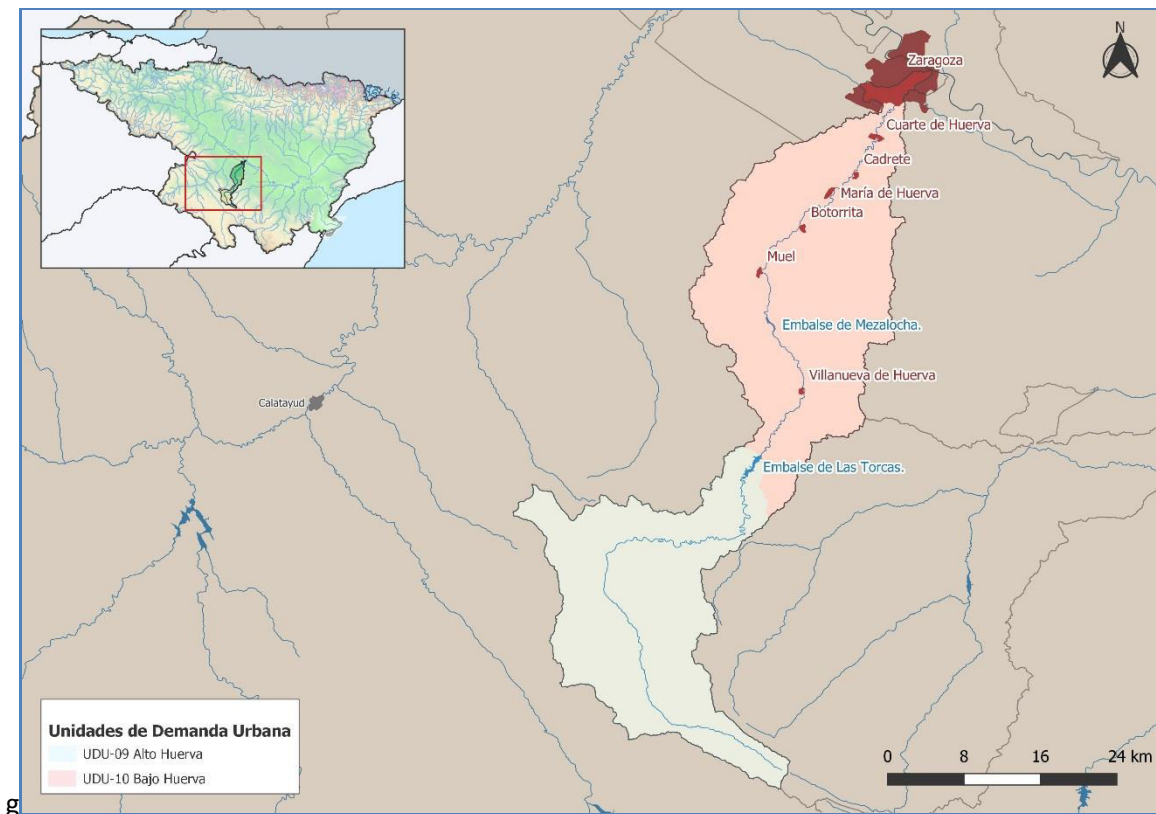 N
Zaragoza
Cuarte de Huerva
Cadrete
María de Huerva
Botorrita
Muel
Embalse de Mezalocha.
Villanueva de Huerva
Calatayud
Embalse de Las Torcas.
Unidades de Demanda Urbana
UDU-09 Alto Huerva
UDU-10 Bajo Huerva
0 8 16 24 km
g